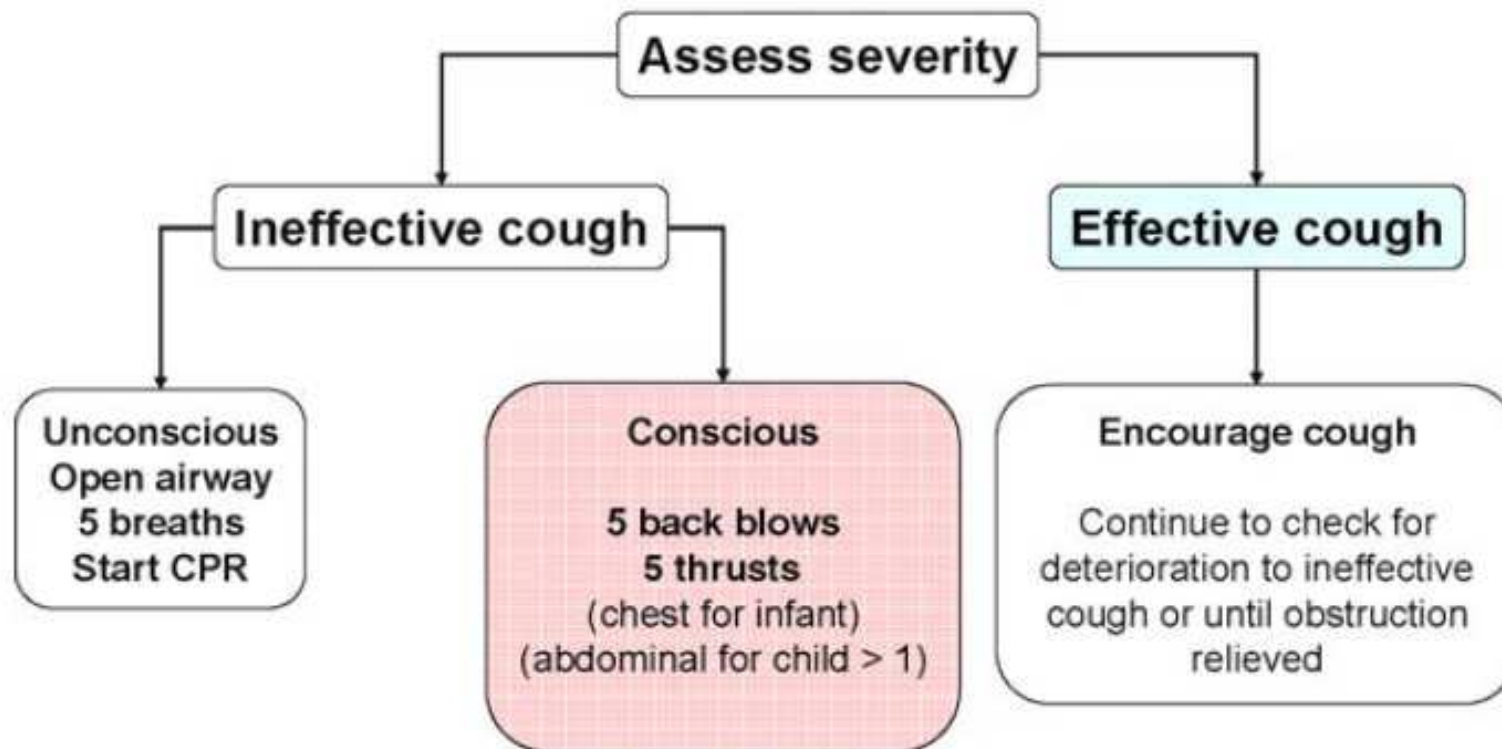 Assess severity
Ineffective cough
Effective cough
Unconscious
Open airway
5 breaths
Start CPR
Conscious
5 back blows
5 thrusts
(chest for infant)
(abdominal for child > 1)
Encourage cough
Continue to check for
deterioration to ineffective
cough or until obstruction
relieved